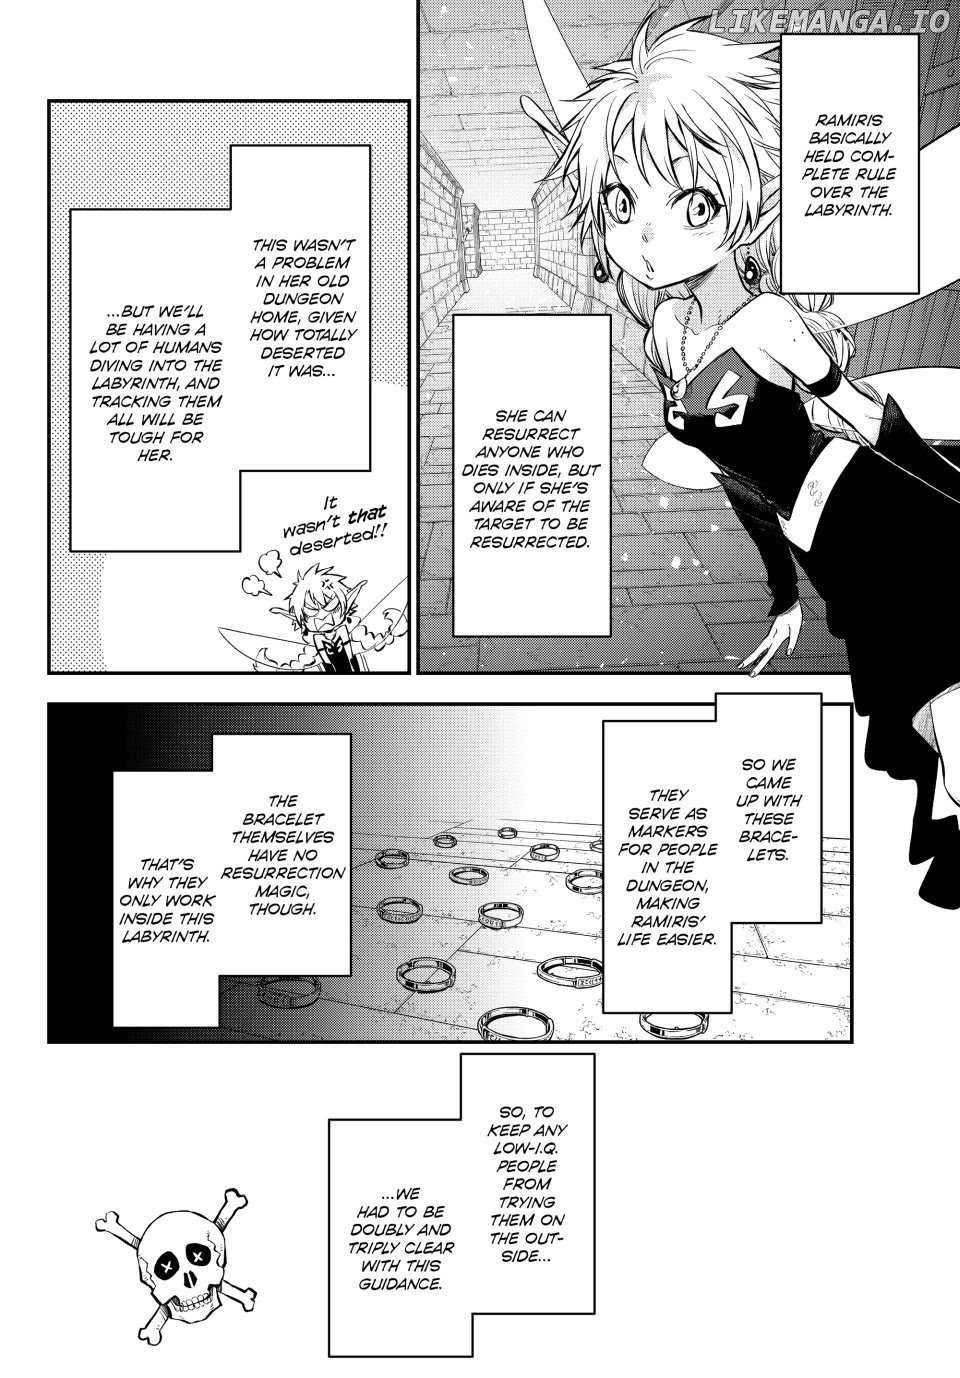 LIKEMANGA.IO
RAMIRIS
BASICALLY
HELD COM-
PLETE RULE
OVER THE
LABYRINTH.
SHE CAN
RESURRECT
ANYONE WHO
DIES INSIDE, BUT
ONLY IF SHE'S
AWARE OF THE
TARGET TO BE
RESURRECTED.
THIS WASN'T
A PROBLEM
IN HER OLD
DUNGEON
HOME, GIVEN
HOW TOTALLY
DESERTED
IT WAS...
...BUT WE'LL
BE HAVING A
LOT OF HUMANS
DIVING INTO THE
LABYRINTH, AND
TRACKING THEM
ALL WILL BE
TOUGH FOR
HER.
It
wasn't that
deserted!!
SO WE
CAME
UP WITH
THESE
BRACE-
LETS.
THEY
SERVE AS
MARKERS
FOR PEOPLE
IN THE
DUNGEON,
MAKING
RAMIRIS'
LIFE EASIER.
THE
BRACELET
THEMSELVES
HAVE NO
RESURRECTION
MAGIC,
THOUGH.
THAT'S
WHY THEY
ONLY WORK
INSIDE THIS
LABYRINTH.
SO, TO
KEEP ANY
LOW-I.Q.
PEOPLE
FROM
TRYING
THEM ON
THE OUT-
SIDE...
...WE
HAD TO BE
DOUBLY AND
TRIPLY CLEAR
WITH THIS
GUIDANCE.